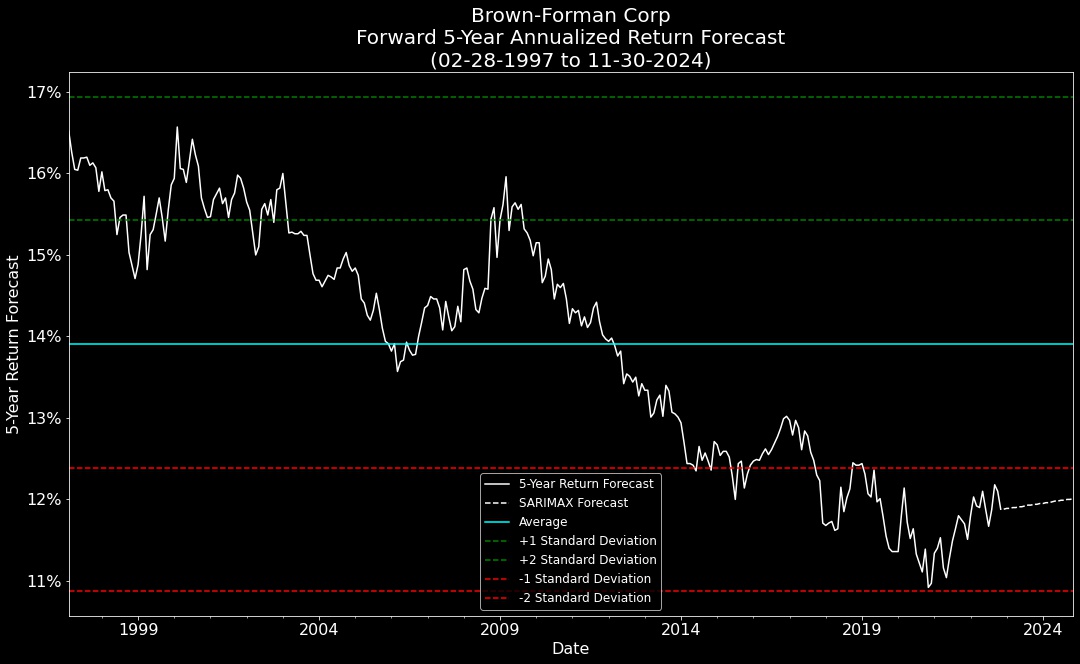 Brown-Forman Corp
Forward 5-Year Annualized Return Forecast
(02-28-1997 to 11-30-2024)
5-Year Return Forecast
17%
16%
15%
14%
13%
12%
11%
5-Year Return Forecast
SARIMAX Forecast
Average
+1 Standard Deviation
+2 Standard Deviation
-1 Standard Deviation
-2 Standard Deviation
1999
2004
2009
2014
2019
2024
Date